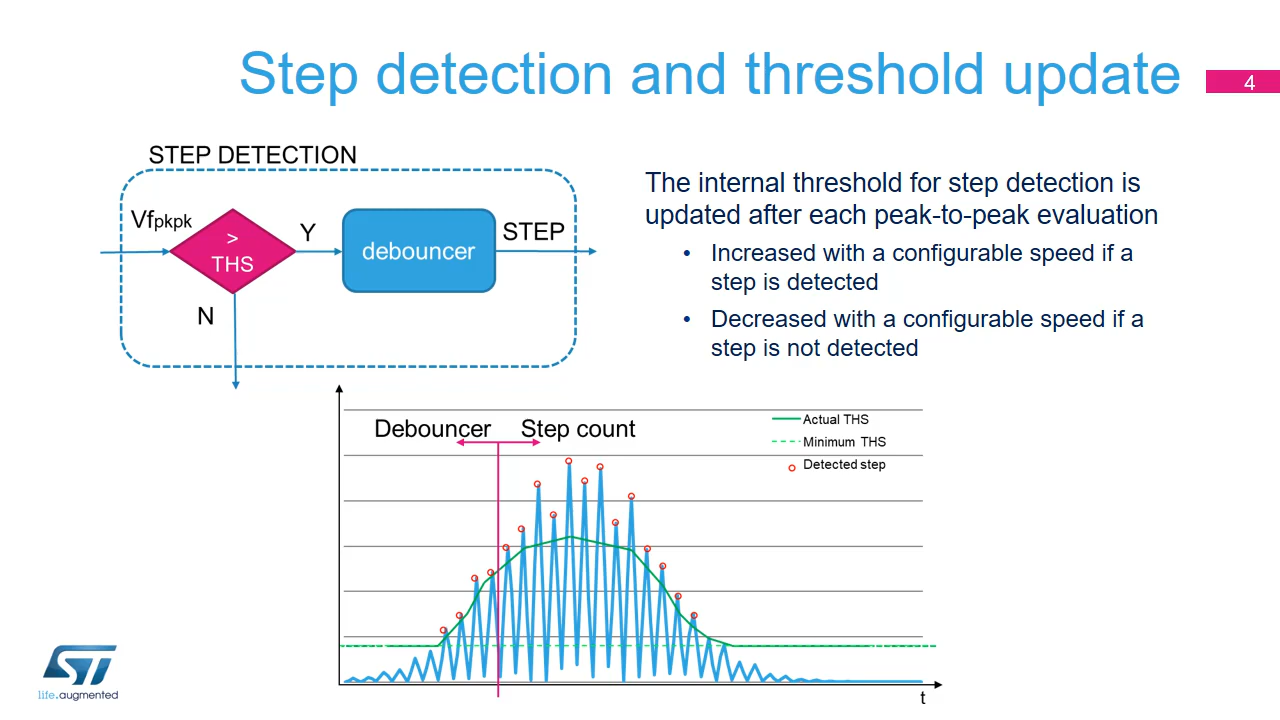 Step detection and threshold update
4
STEP DETECTION
Vfpkpk
>
THS
Y
debouncer
STEP
N
The internal threshold for step detection is
updated after each peak-to-peak evaluation
• Increased with a configurable speed if a
step is detected
• Decreased with a configurable speed if a
step is not detected
Debouncer
Step count
Actual THS
Minimum THS
Detected step
t
ST
life.augmented